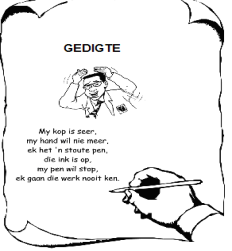 GEDIGTE
My kop is seer,
my hand wil nie meer,
ek het 'n stoute pen,
die ink is op,
my pen wil stop,
ek gaan die werk nooit ken.